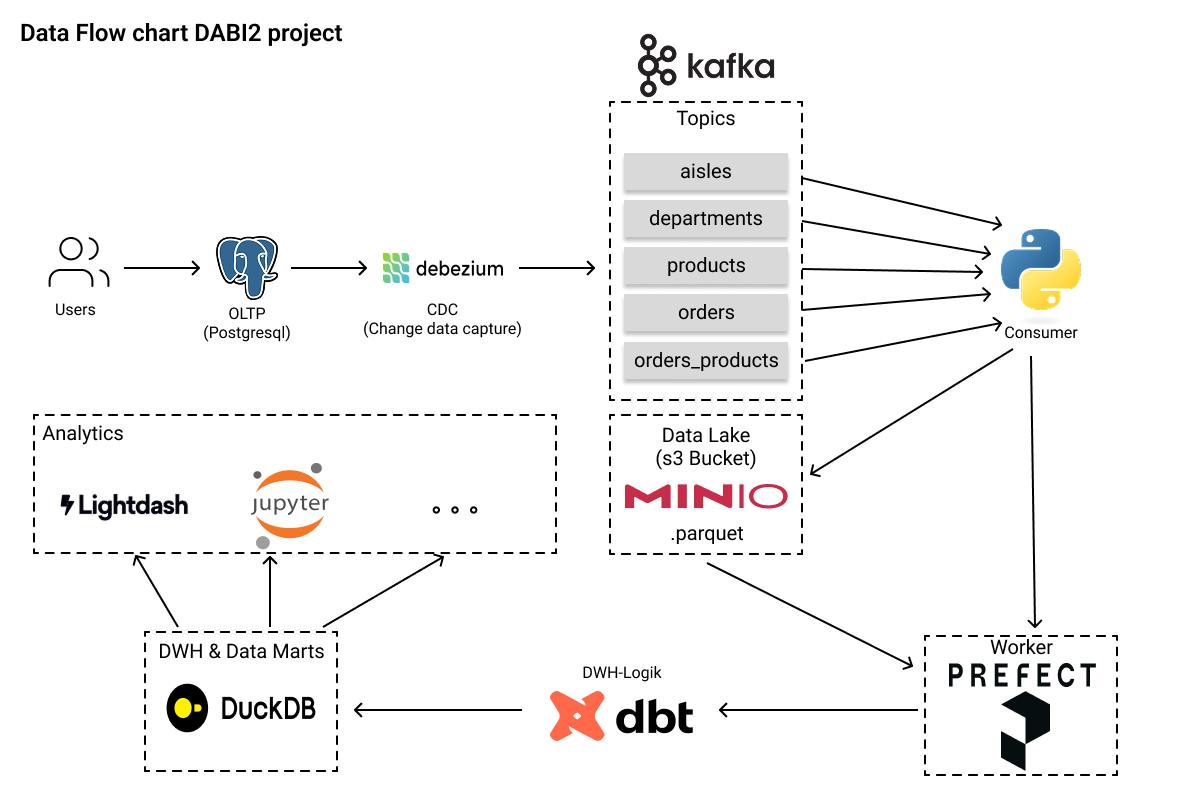 Data Flow chart DABI2 project
kafka
Topics
aisles
departments
products
orders
orders_products
Users
OLTP
(Postgresql)
debezium
CDC
(Change data capture)
Consumer
Analytics
Lightdash
jupyter
Data Lake
(s3 Bucket)
MINIO
.parquet
DWH & Data Marts
DuckDB
DWH-Logik
dbt
Worker
PREFECT